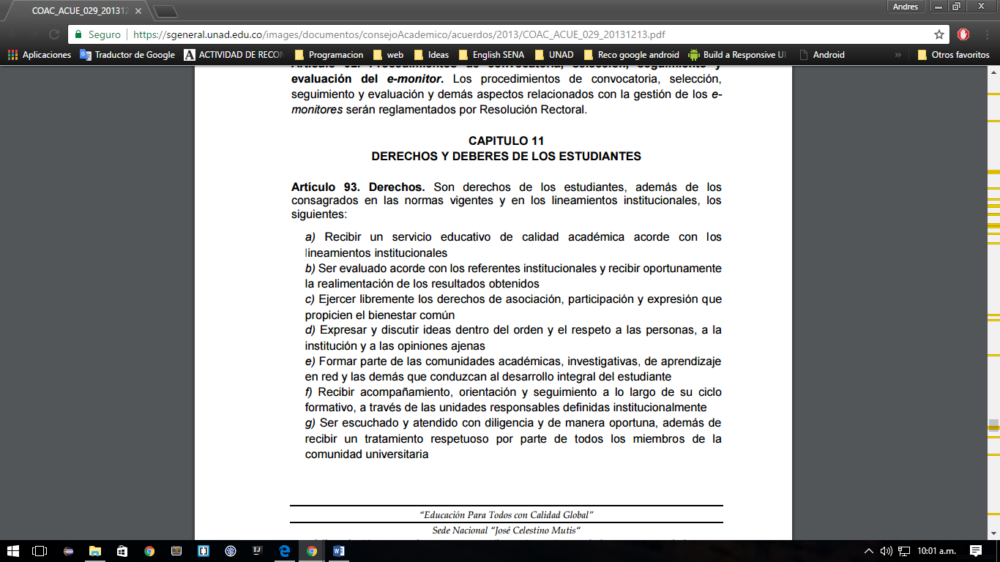 COAC_ACUE_029_201312
Andres
Seguro | https://sgeneral.unad.edu.co/images/documentos/consejoAcademico/acuerdos/2013/COAC_ACUE_029_20131213.pdf
Aplicaciones Traductor de Google A ACTIVIDAD DE RECON Programacion web Ideas English SENA UNAD Reco google android Build a Responsive UI Android » Otros favoritos
Artículo 92. Procedimientos de convocatoria, selección, seguimiento y
evaluación del e-monitor. Los procedimientos de convocatoria, selección,
seguimiento y evaluación y demás aspectos relacionados con la gestión de los e-
monitores serán reglamentados por Resolución Rectoral.
CAPITULO 11
DERECHOS Y DEBERES DE LOS ESTUDIANTES
Artículo 93. Derechos. Son derechos de los estudiantes, además de los
consagrados en las normas vigentes y en los lineamientos institucionales, los
siguientes:
a) Recibir un servicio educativo de calidad académica acorde con los
lineamientos institucionales
b) Ser evaluado acorde con los referentes institucionales y recibir oportunamente
la realimentación de los resultados obtenidos
c) Ejercer libremente los derechos de asociación, participación y expresión que
propicien el bienestar común
d) Expresar y discutir ideas dentro del orden y el respeto a las personas, a la
institución y a las opiniones ajenas
e) Formar parte de las comunidades académicas, investigativas, de aprendizaje
en red y las demás que conduzcan al desarrollo integral del estudiante
f) Recibir acompañamiento, orientación y seguimiento a lo largo de su ciclo
formativo, a través de las unidades responsables definidas institucionalmente
g) Ser escuchado y atendido con diligencia y de manera oportuna, además de
recibir un tratamiento respetuoso por parte de todos los miembros de la
comunidad universitaria
“Educación Para Todos con Calidad Global”
Sede Nacional “José Celestino Mutis“
IJ
10:01 a.m.